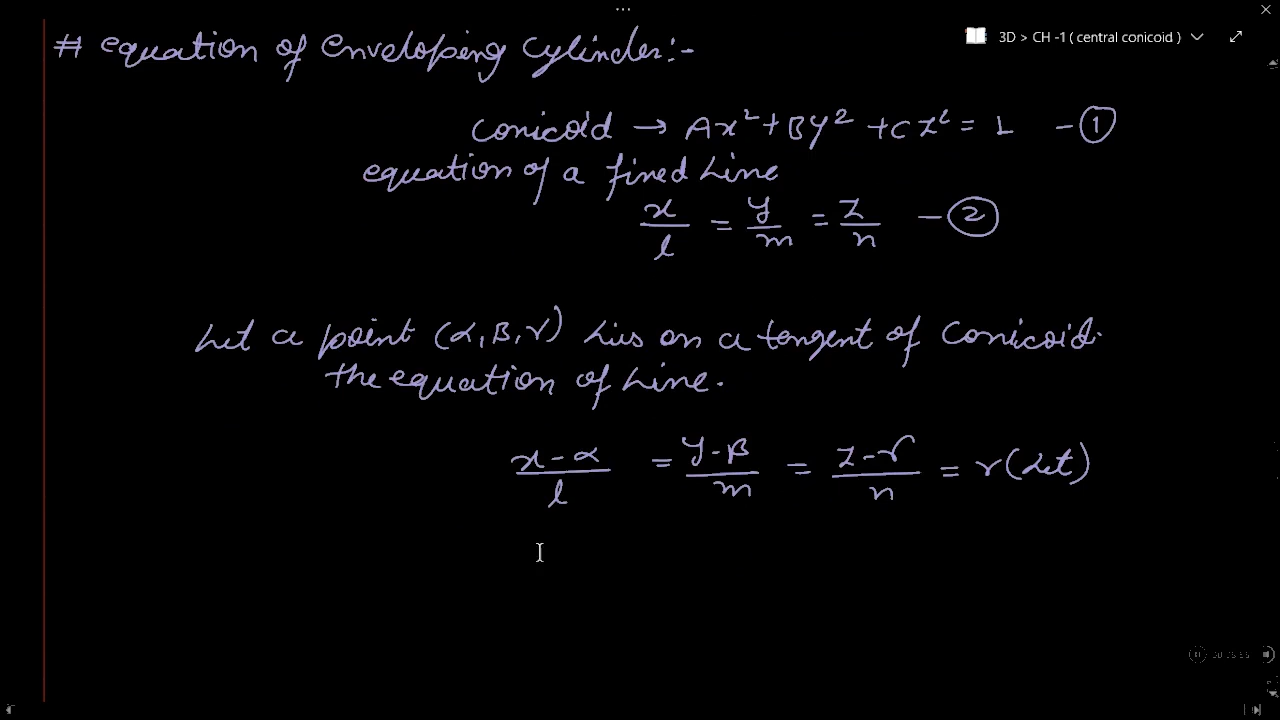 ...
3D > CH -1 ( central conicoid )
# equation of Enveloping Cylinder:-
Conicoid → Ax² + By² + Cz² = 1 - ①
equation of a fined Line
x/l = y/m = z/n - ②
Let a point (α, β, γ) Lies on a tangent of Conicoid.
the equation of Line.
x-α/l = y-β/m = z-γ/n = r (Let)